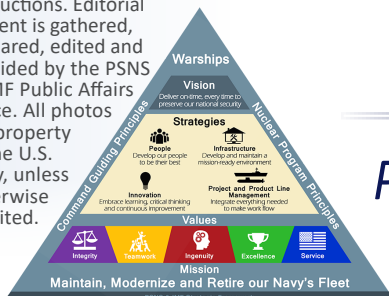 uctions. Editorial
ent is gathered,
ared, edited and
ided by the PSNS
MF Public Affairs
ce. All photos
property
e U.S.
y, unless
erwise
ited.
Warships
Vision
Deliver on-time, every time to
preserve our national security
Command Guiding Principles
Nuclear Program Principles
Strategies
People
Develop our people
to be their best
Infrastructure
Develop and maintain a
mission-ready environment
Innovation
Embrace learning, critical thinking
and continuous improvement
Project and Product Line
Management
Integrate everything needed
to make work flow
Values
Integrity
Teamwork
Ingenuity
Excellence
Service
Mission
Maintain, Modernize and Retire our Navy's Fleet
P